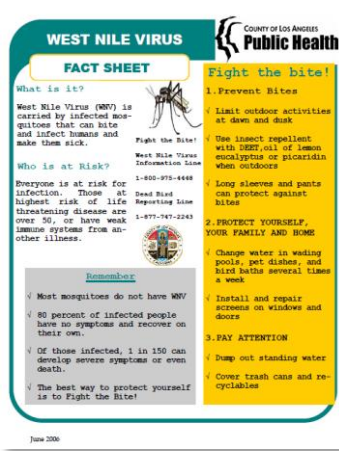 WEST NILE VIRUS
COUNTY OF LOS ANGELES
Public Health
FACT SHEET
What is it?
West Nile Virus (WNV) is
carried by infected mos-
quitoes that can bite
and infect humans and
make them sick.
Who is at Risk?
Everyone is at risk for
infection. Those at
highest risk of life
threatening disease are
over 50, or have weak
immune systems from an-
other illness.
Fight the Bite!
West Nile Virus
Information Line
1-800-975-4448
Dead Bird
Reporting Line
1-877-747-2243
Remember
√ Most mosquitoes do not have WNV
√ 80 percent of infected people
have no symptoms and recover on
their own.
√ Of those infected, 1 in 150 can
develop severe symptoms or even
death.
√ The best way to protect yourself
is to Fight the Bite!
Fight the bite!
1.Prevent Bites
√ Limit outdoor activities
at dawn and dusk
√ Use insect repellent
with DEET,oil of lemon
eucalyptus or picaridin
when outdoors
√ Long sleeves and pants
can protect against
bites
2.PROTECT YOURSELF,
YOUR FAMILY AND HOME
√ Change water in wading
pools, pet dishes, and
bird baths several times
a week
√ Install and repair
screens on windows and
doors
3.PAY ATTENTION
√ Dump out standing water
√ Cover trash cans and re-
cyclables
June 2006